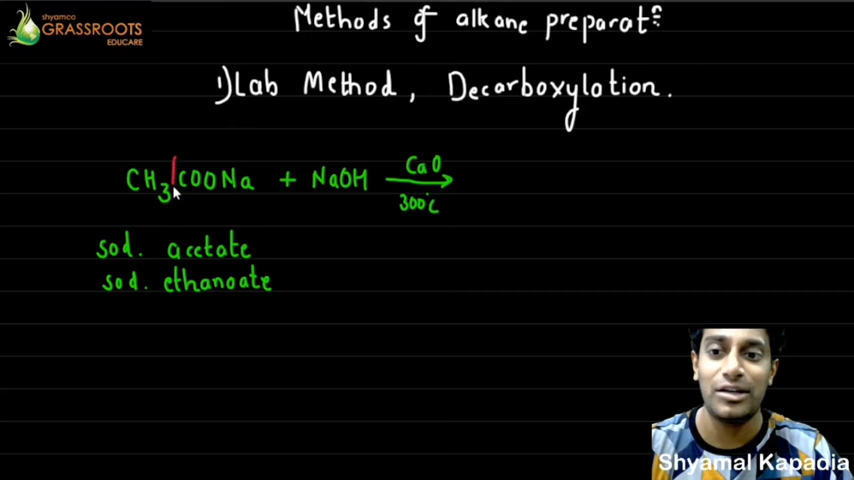 shyamco
GRASSROOTS
EDUCARE
Methods of alkane preparatⁿ
1) Lab Method, Decarboxylation.
CH₃COONa + NaOH CaO
300°C
sod. acetate
sod. ethanoate
Shyamal Kapadia